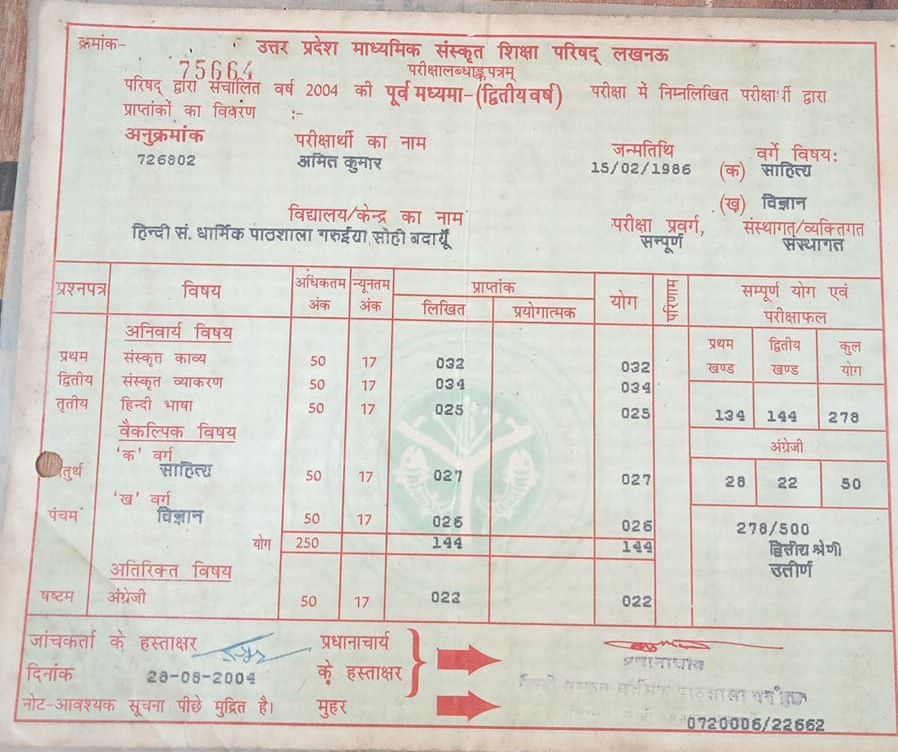 क्रमांक- उत्तर प्रदेश माध्यमिक संस्कृत शिक्षा परिषद् लखनऊ
75664 परीक्षालब्धाङ्कपत्रम्
परिषद् द्वारा संचालित वर्ष 2004 की पूर्व मध्यमा-(द्वितीय वर्ष) परीक्षा में निम्नलिखित परीक्षार्थी द्वारा
प्राप्तांकों का विवरण :-
अनुक्रमांक परीक्षार्थी का नाम जन्मतिथि वर्गे विषय:
726802 अमित कुमार 15/02/1986 (क) साहित्य
(ख) विज्ञान
विद्यालय/केन्द्र का नाम परीक्षा प्रवर्ग, संस्थागत/व्यक्तिगत
हिन्दी सं. धार्मिक पाठशाला गरुईया सोही बदायूँ सम्पूर्ण संस्थागत
प्रश्नपत्र विषय अधिकतम अंक न्यूनतम अंक प्राप्तांक योग परिणाम सम्पूर्ण योग एवं परीक्षाफल
लिखित प्रयोगात्मक
अनिवार्य विषय प्रथम खण्ड द्वितीय खण्ड कुल योग
प्रथम संस्कृत काव्य 50 17 032 032
द्वितीय संस्कृत व्याकरण 50 17 034 034
तृतीय हिन्दी भाषा 50 17 025 025 134 144 278
वैकल्पिक विषय अंग्रेजी
'क' वर्ग
तुर्थ साहित्य 50 17 027 027 28 22 50
'ख' वर्ग
पंचम विज्ञान 50 17 026 026 278/500
योग 250 144 144 द्वितीय श्रेणी
अतिरिक्त विषय उत्तीर्ण
षष्टम अंग्रेजी 50 17 022 022
जांचकर्ता के हस्ताक्षर प्रधानाचार्य
प्रधानाचार्य
दिनांक 28-08-2004 के हस्ताक्षर
नोट-आवश्यक सूचना पीछे मुद्रित है। मुहर
0720006/22662